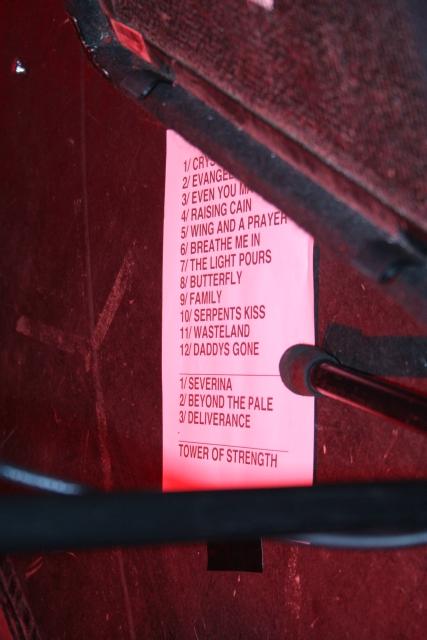 1/ CRYS
2/ EVANGEL
3/ EVEN YOU M
4/ RAISING CAIN
5/ WING AND A PRAYER
6/ BREATHE ME IN
7/ THE LIGHT POURS
8/ BUTTERFLY
9/ FAMILY
10/ SERPENTS KISS
11/ WASTELAND
12/ DADDYS GONE
1/ SEVERINA
2/ BEYOND THE PALE
3/ DELIVERANCE
TOWER OF STRENGTH